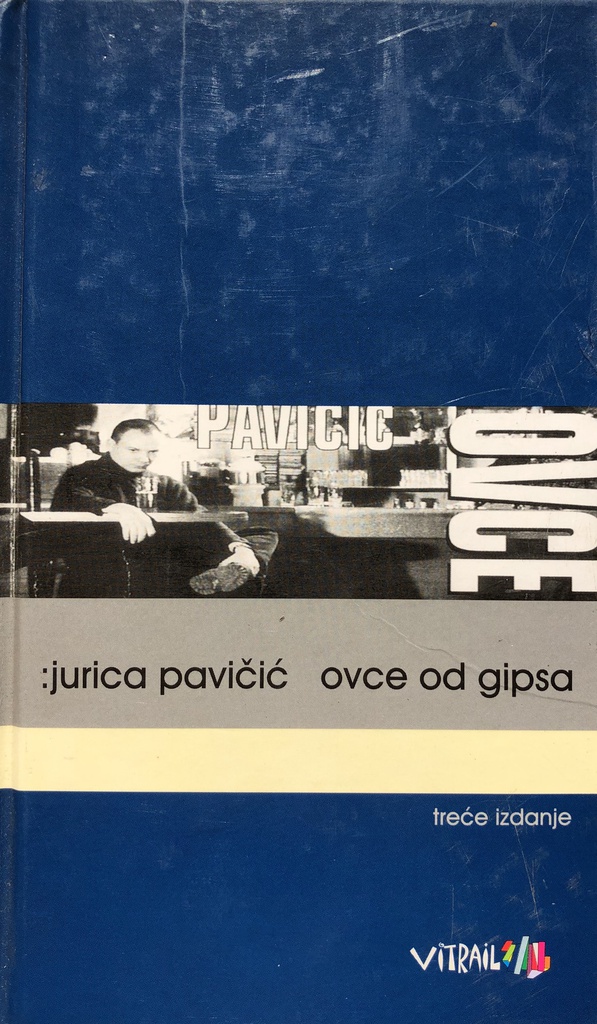 PAVIČIĆ
OVCE
:jurica pavičić ovce od gipsa
treće izdanje
VITRAIL